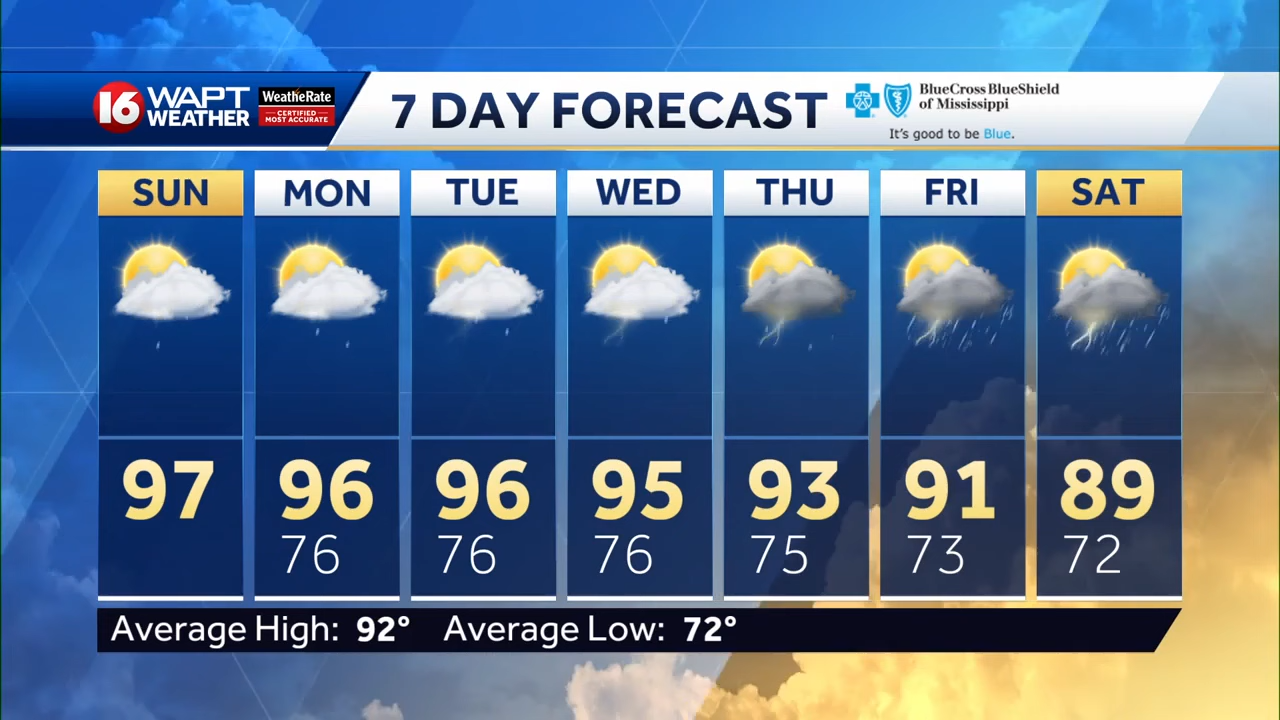 16 WAPT WEATHER
WeatheRate
CERTIFIED
MOST ACCURATE
7 DAY FORECAST
BlueCross BlueShield
of Mississippi
It's good to be Blue.
SUN MON TUE WED THU FRI SAT
97 96 96 95 93 91 89
76 76 76 75 73 72
Average High: 92° Average Low: 72°